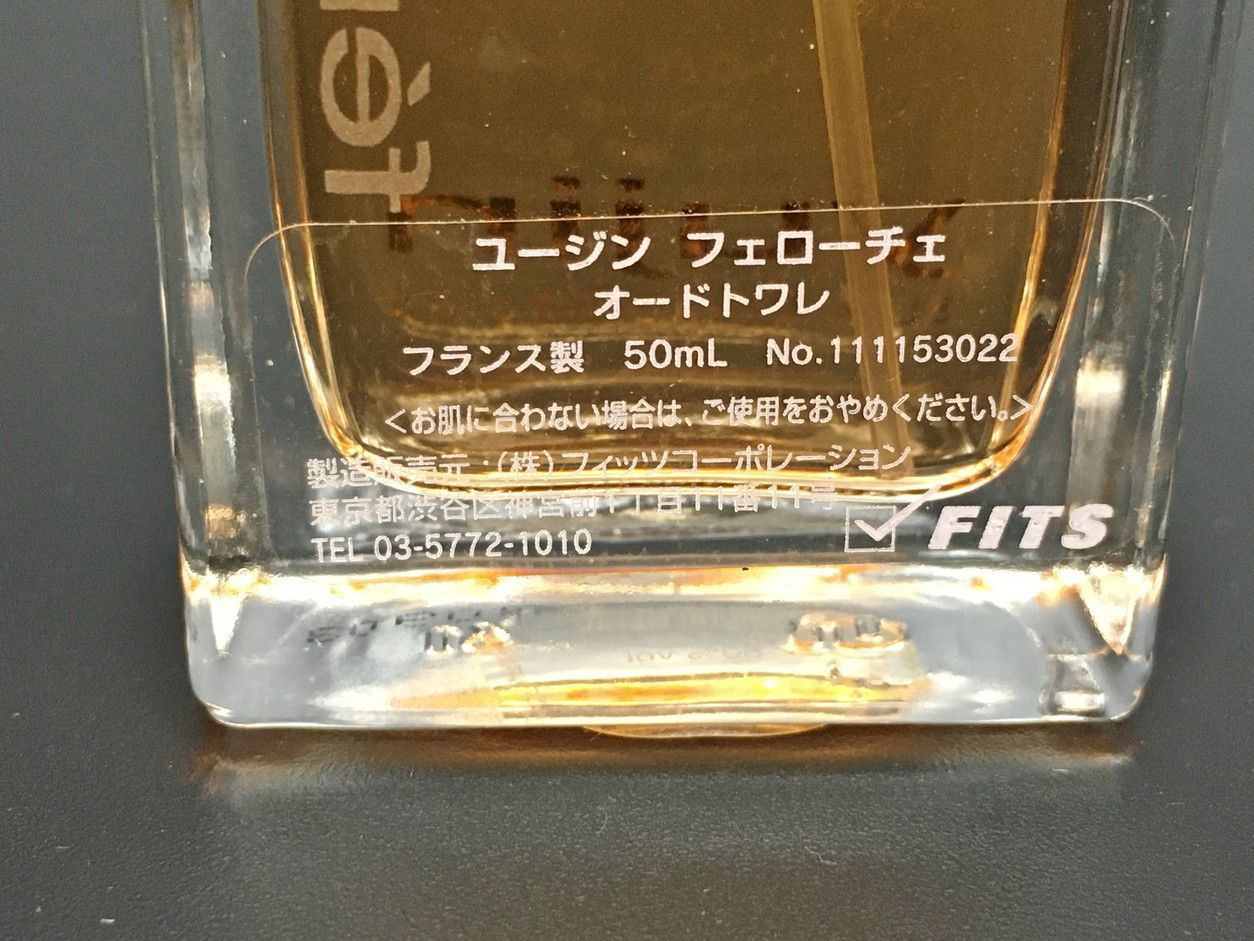 ユージン フェローチェ
オードトワレ
フランス製 50mL No.111153022
<お肌に合わない場合は、ご使用をおやめください。>
製造販売元:(株)フィッツコーポレーション
東京都渋谷区神宮前1丁目11番11号
TEL 03-5772-1010
FITS